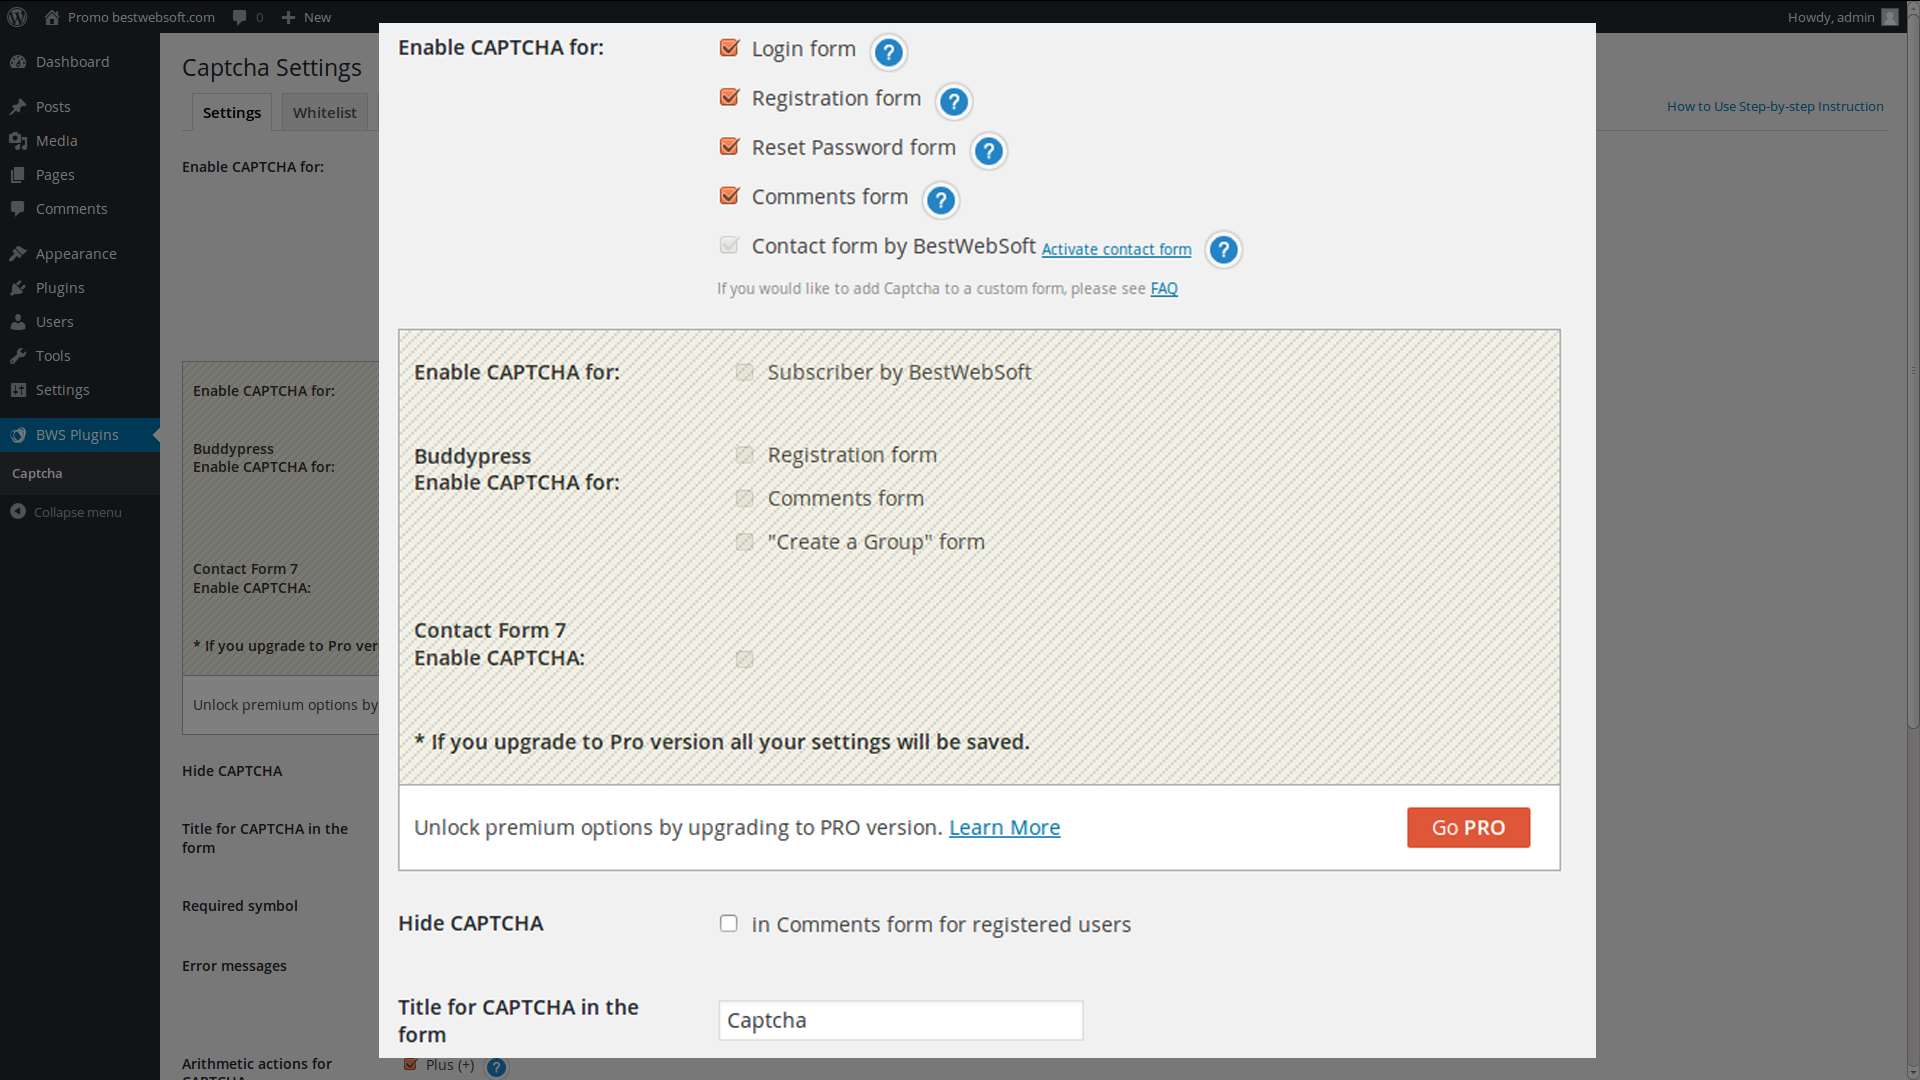 Promo bestwebsoft.com 0 New
Howdy, admin
Dashboard
Posts
Media
Pages
Comments
Appearance
Plugins
Users
Tools
Settings
BWS Plugins
Captcha
Collapse menu
Captcha Settings
Settings Whitelist
How to Use Step-by-step Instruction
Enable CAPTCHA for:
Enable CAPTCHA for:
Buddypress
Enable CAPTCHA for:
Contact Form 7
Enable CAPTCHA:
* If you upgrade to Pro ver
Unlock premium options by
Hide CAPTCHA
Title for CAPTCHA in the
form
Required symbol
Error messages
Arithmetic actions for
CAPTCHA
Plus (+) ?
Enable CAPTCHA for:
Login form ?
Registration form ?
Reset Password form ?
Comments form ?
Contact form by BestWebSoft Activate contact form ?
If you would like to add Captcha to a custom form, please see FAQ
Enable CAPTCHA for: Subscriber by BestWebSoft
Buddypress
Enable CAPTCHA for:
Registration form
Comments form
"Create a Group" form
Contact Form 7
Enable CAPTCHA:
* If you upgrade to Pro version all your settings will be saved.
Unlock premium options by upgrading to PRO version. Learn More
Go PRO
Hide CAPTCHA in Comments form for registered users
Title for CAPTCHA in the
form
Captcha